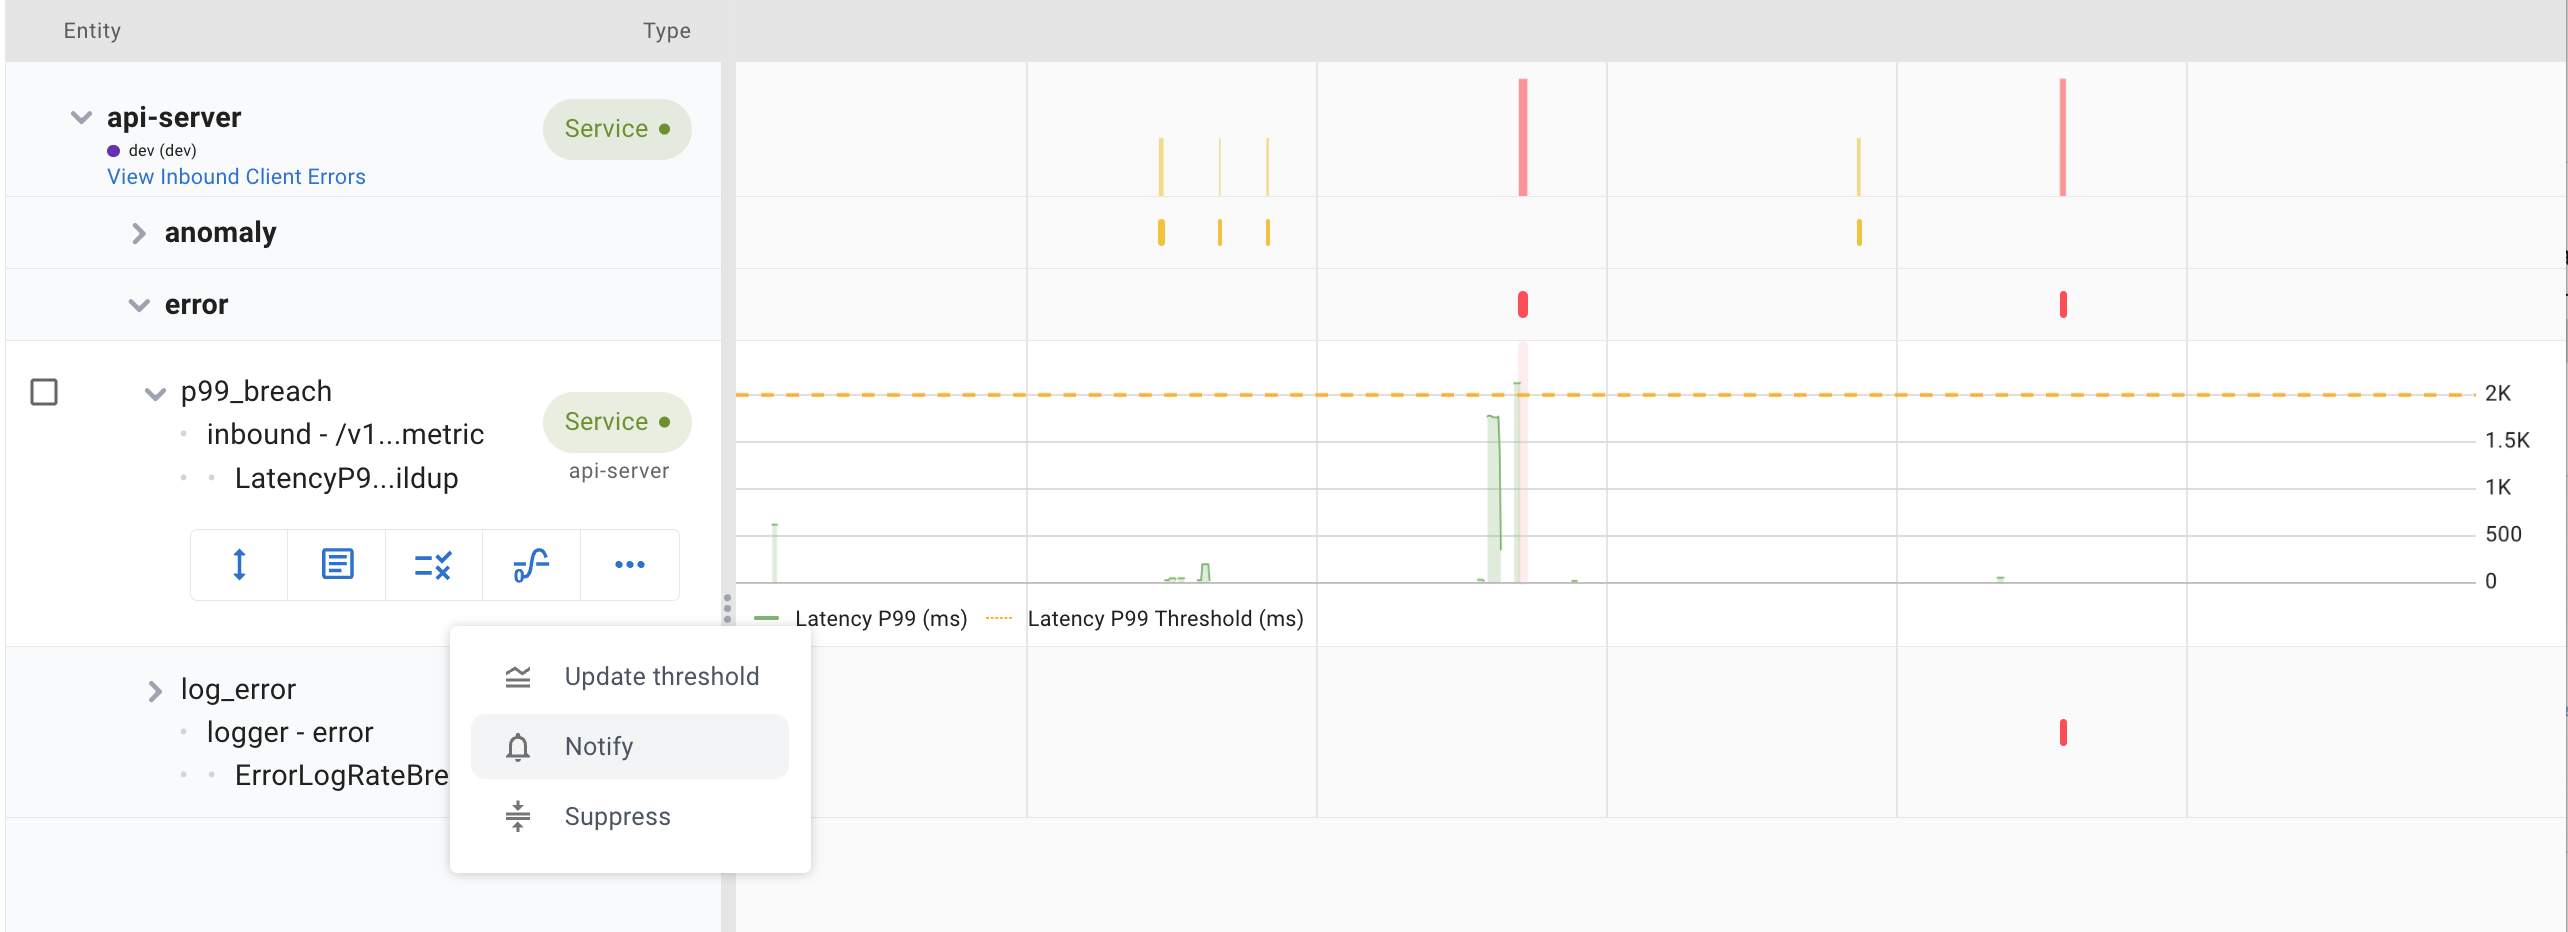 Entity Type
api-server Service
dev (dev)
View Inbound Client Errors
anomaly
error
p99_breach Service
inbound - /v1...metric
api-server
LatencyP9...ildup
2K
1.5K
1K
500
0
Latency P99 (ms) Latency P99 Threshold (ms)
log_error
logger - error
ErrorLogRateBre
Update threshold
Notify
Suppress